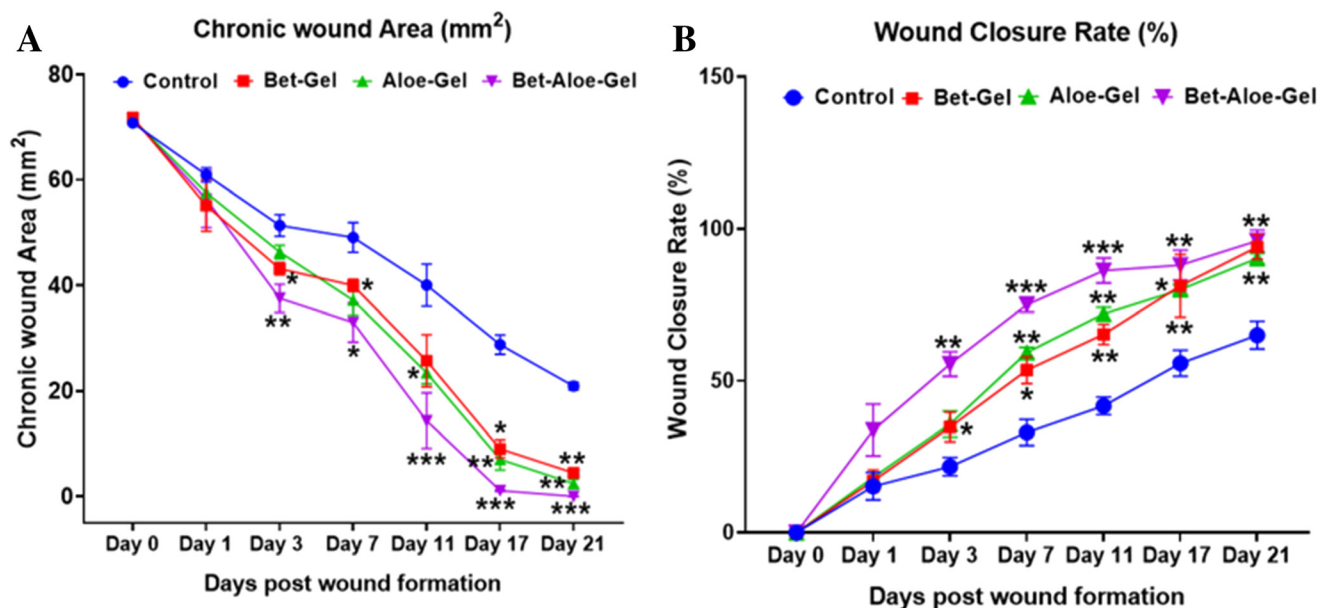 A
Chronic wound Area (mm²)
Control Bet-Gel Aloe-Gel Bet-Aloe-Gel
Chronic wound Area (mm²)
80
60
40
20
0
* * ** * * *** * ** *** ** ** ***
Day 0 Day 1 Day 3 Day 7 Day 11 Day 17 Day 21
Days post wound formation
B
Wound Closure Rate (%)
Control Bet-Gel Aloe-Gel Bet-Aloe-Gel
Wound Closure Rate (%)
150
100
50
0
** * *** ** * *** ** ** ** * ** ** **
Day 0 Day 1 Day 3 Day 7 Day 11 Day 17 Day 21
Days post wound formation